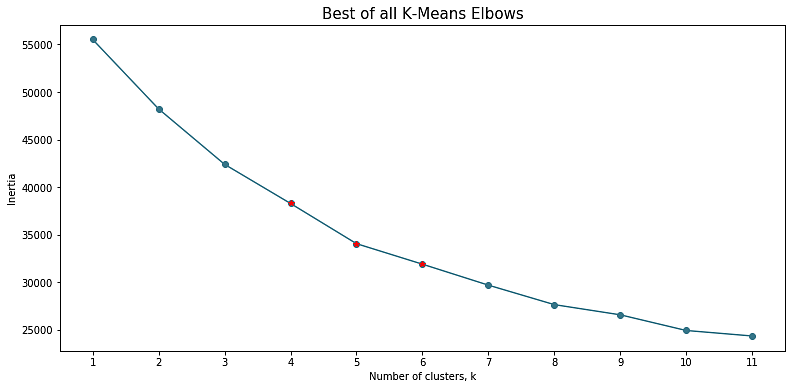 Best of all K-Means Elbows
55000
50000
45000
40000
35000
30000
25000
Inertia
1 2 3 4 5 6 7 8 9 10 11
Number of clusters, k